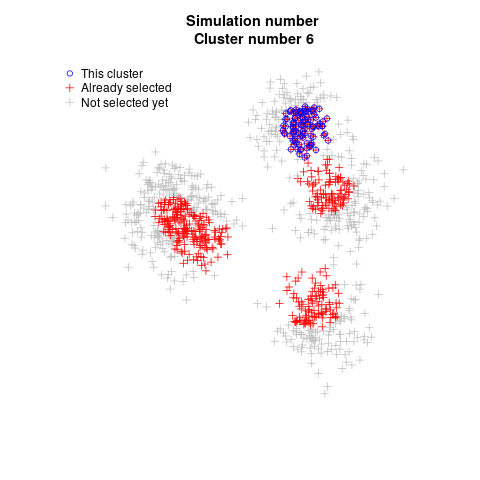 Simulation number
Cluster number 6
This cluster
Already selected
Not selected yet